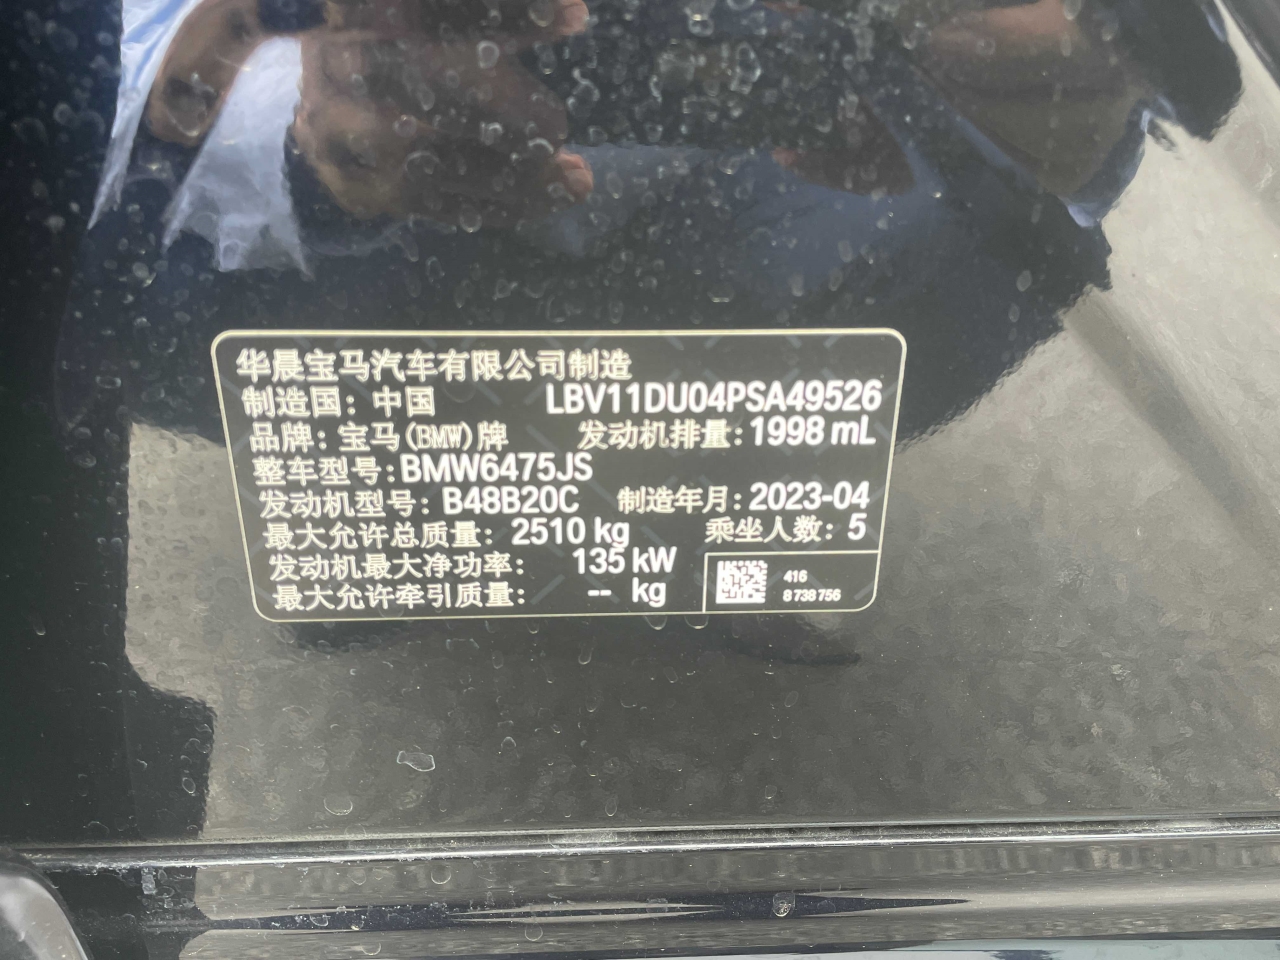 华晨宝马汽车有限公司制造
制造国：中国 LBV11DU04PSA49526
品牌：宝马(BMW)牌 发动机排量：1998 mL
整车型号：BMW6475JS
发动机型号：B48B20C 制造年月：2023-04
最大允许总质量：2510 kg 乘坐人数：5
发动机最大净功率：135 kW
最大允许牵引质量：-- kg
416
8 738 756